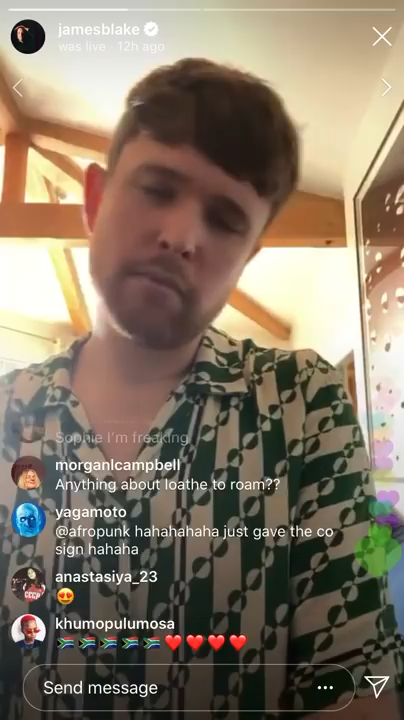 jamesblake
was live · 12h ago
Sophie I'm freaking
morganlcampbell
Anything about loathe to roam??
yagamoto
@afropunk hahahahaha just gave the co
sign hahaha
anastasiya_23
😍
CCCP
khumopulumosa
🇿🇦🇿🇦🇿🇦🇿🇦🇿🇦❤️❤️❤️❤️
Send message